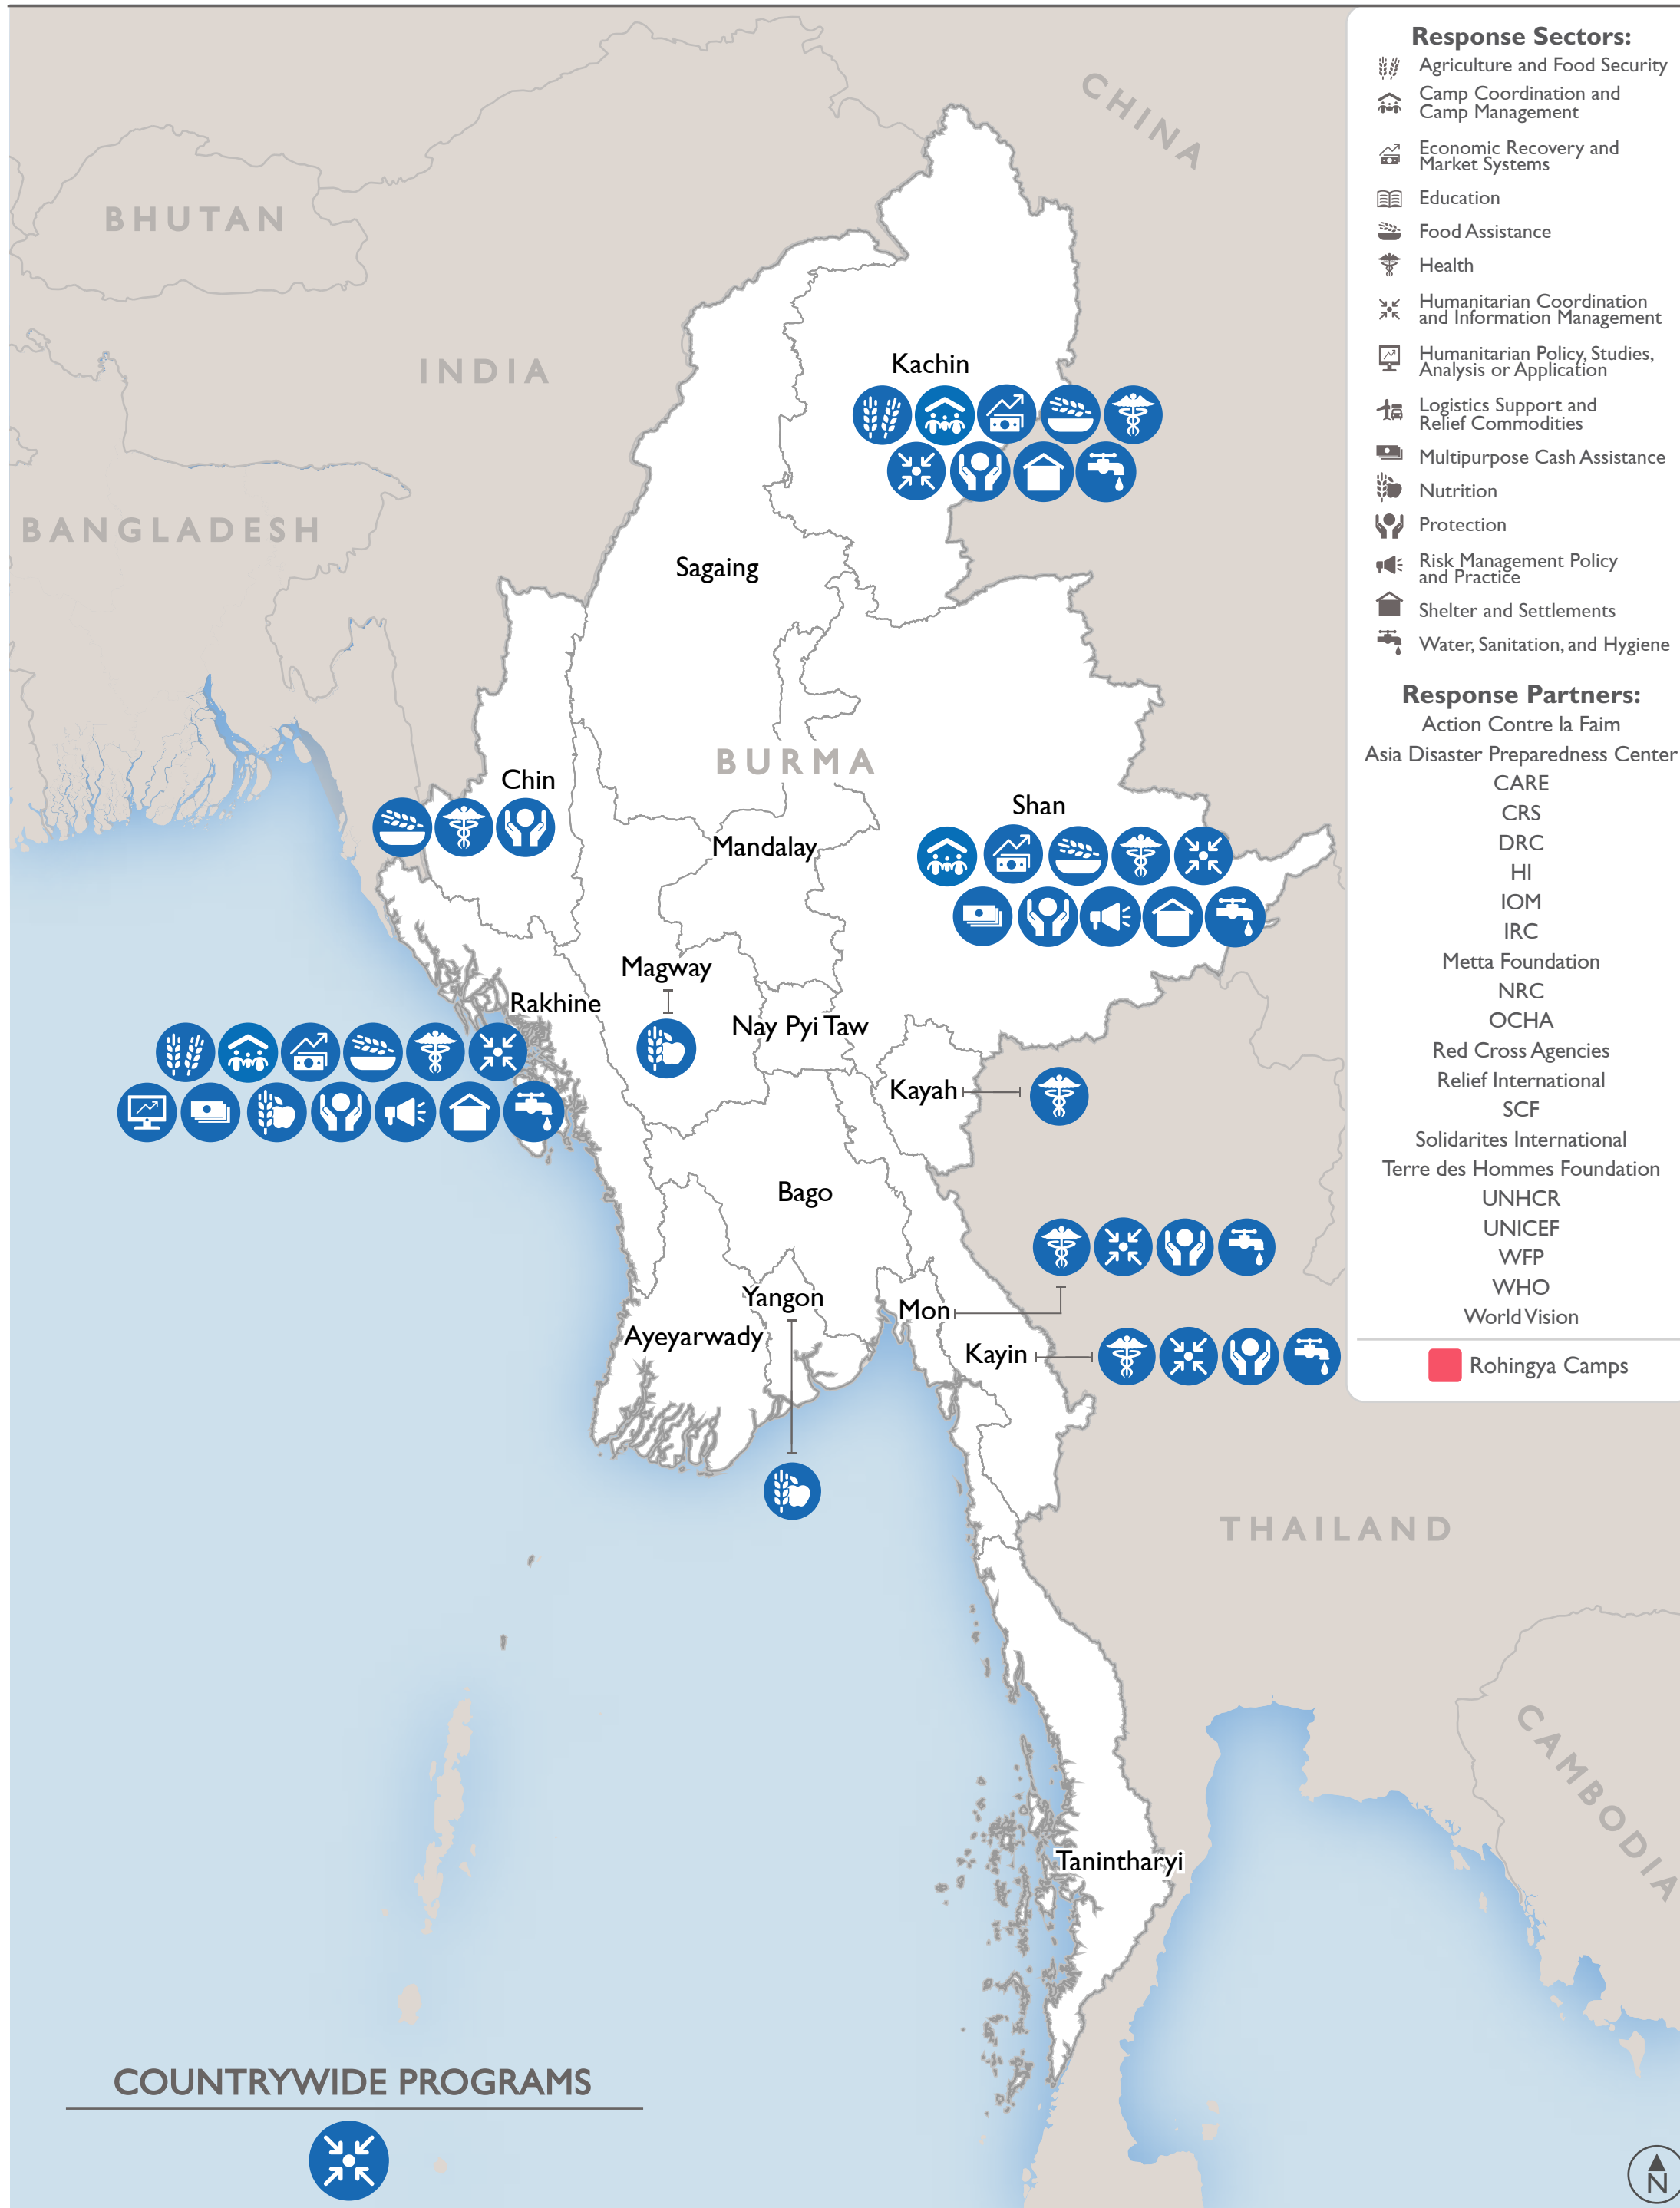 CHINA
BHUTAN
INDIA
BANGLADESH
Kachin
Sagaing
BURMA
Chin
Shan
Mandalay
Magway
Rakhine
Nay Pyi Taw
Kayah
Bago
Yangon
Mon
Ayeyarwady
Kayin
THAILAND
CAMBODIA
Tanintharyi
COUNTRYWIDE PROGRAMS
N
Response Sectors:
Agriculture and Food Security
Camp Coordination and
Camp Management
Economic Recovery and
Market Systems
Education
Food Assistance
Health
Humanitarian Coordination
and Information Management
Humanitarian Policy, Studies,
Analysis or Application
Logistics Support and
Relief Commodities
Multipurpose Cash Assistance
Nutrition
Protection
Risk Management Policy
and Practice
Shelter and Settlements
Water, Sanitation, and Hygiene
Response Partners:
Action Contre la Faim
Asia Disaster Preparedness Center
CARE
CRS
DRC
HI
IOM
IRC
Metta Foundation
NRC
OCHA
Red Cross Agencies
Relief International
SCF
Solidarites International
Terre des Hommes Foundation
UNHCR
UNICEF
WFP
WHO
World Vision
Rohingya Camps